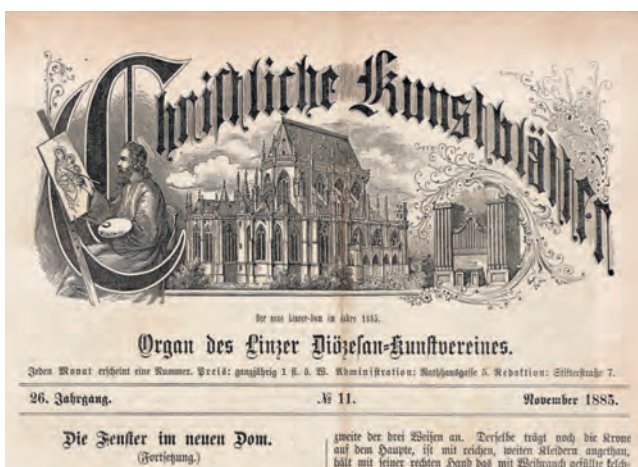 Christliche Kunstblätter.
Der neue Linzer-Dom im Jahre 1885.
Organ des Linzer Diözesan-Kunstvereines.
Jeden Monat erscheint eine Nummer. Preis: ganzjährig 1 fl. ö. W. Administration: Rathhausgasse 5. Redaktion: Stifterstraße 7.
26. Jahrgang.
№ 11.
November 1885.
Die Fenster im neuen Dom.
(Fortsetzung.)
zweite der drei Weisen an. Derselbe trägt noch die Krone
auf dem Haupte, ist mit reichen, weiten Kleidern angethan,
hält mit seiner rechten Hand das mit Weihrauch gefüllte